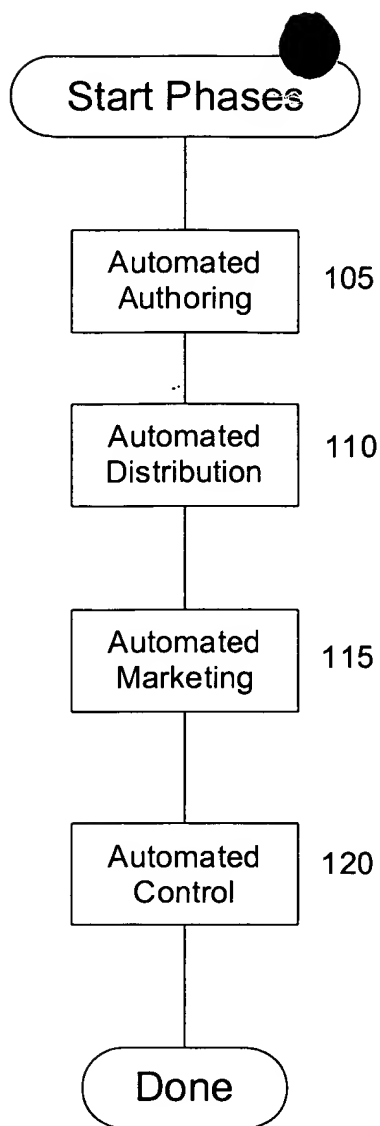 Start Phases
Automated
Authoring
105
Automated
Distribution
110
Automated
Marketing
115
Automated
Control
120
Done